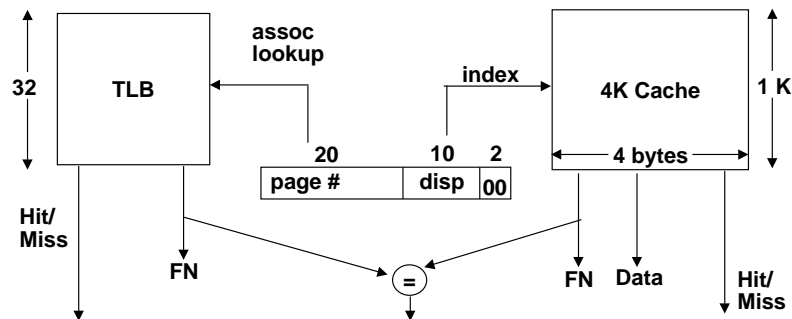 assoc
lookup
32
TLB
index
4K Cache
1 K
20
10
2
4 bytes
page #
disp
00
Hit/
Miss
FN
=
FN
Data
Hit/
Miss